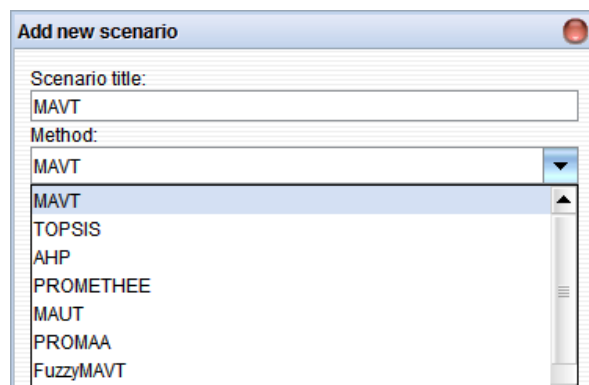 Add new scenario
Scenario title:
MAVT
Method:
MAVT
MAVT
TOPSIS
AHP
PROMETHEE
MAUT
PROMAA
FuzzyMAVT